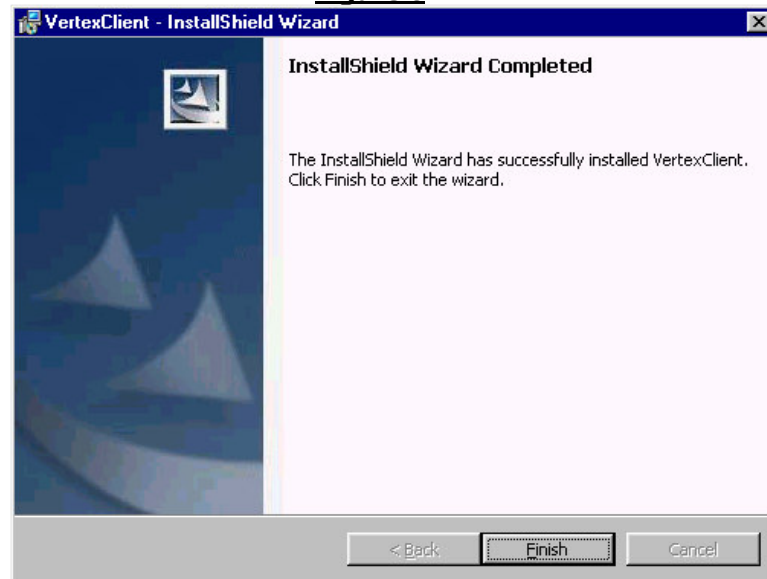 VertexClient - InstallShield Wizard
InstallShield Wizard Completed
The InstallShield Wizard has successfully installed VertexClient.
Click Finish to exit the wizard.
< Back
Finish
Cancel